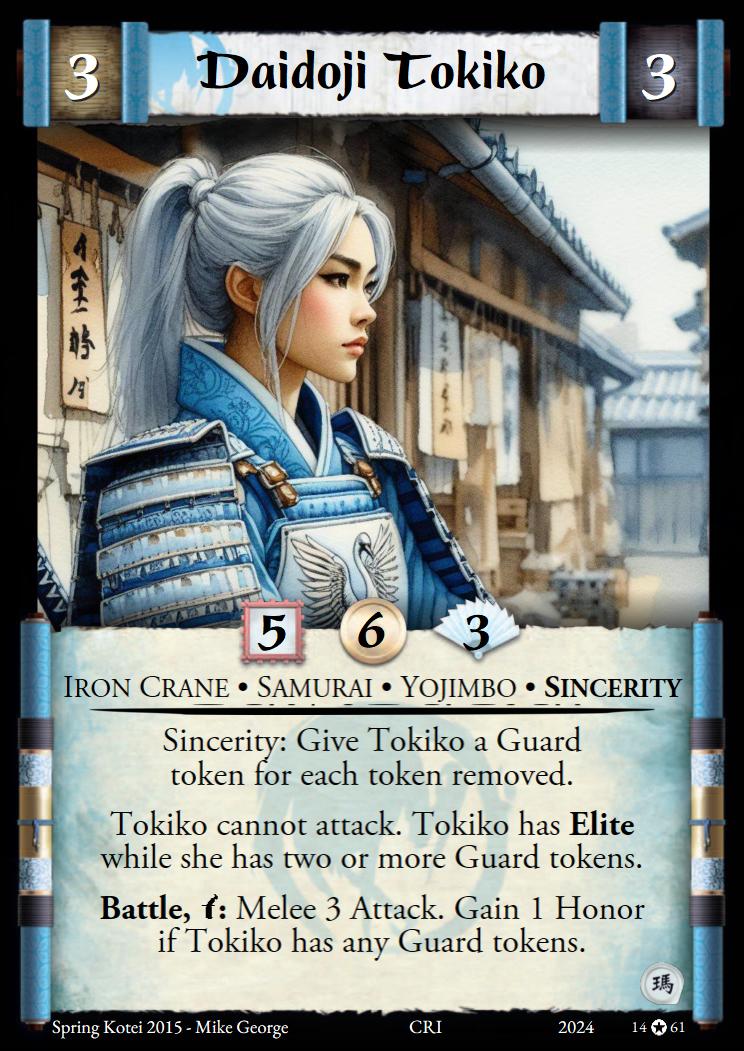 3 Daidoji Tokiko 3
5 6 3
IRON CRANE • SAMURAI • YOJIMBO • SINCERITY
Sincerity: Give Tokiko a Guard
token for each token removed.
Tokiko cannot attack. Tokiko has Elite
while she has two or more Guard tokens.
Battle, : Melee 3 Attack. Gain 1 Honor
if Tokiko has any Guard tokens.
瑪
Spring Kotei 2015 - Mike George CRI 2024 14 61